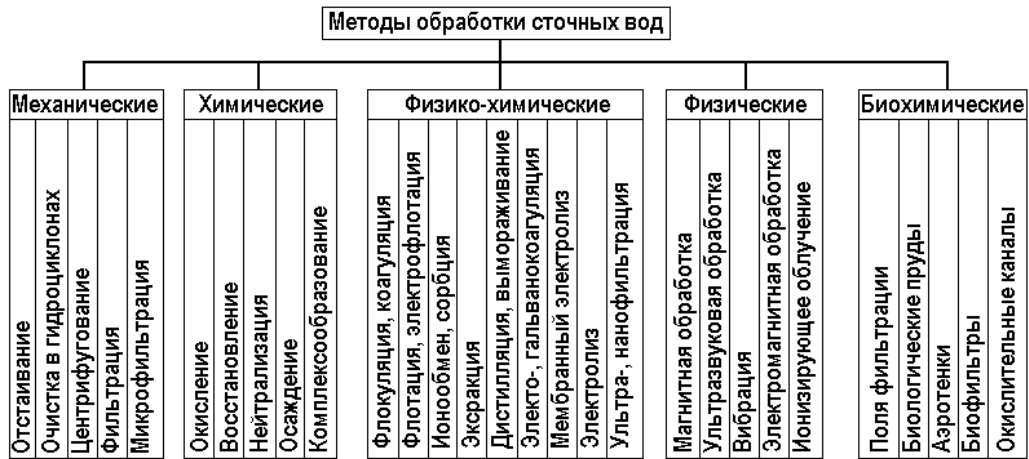 Методы обработки сточных вод
Механические
Отстаивание
Очистка в гидроциклонах
Центрифугование
Фильтрация
Микрофильтрация
Химические
Окисление
Восстановление
Нейтрализация
Осаждение
Комплексообразование
Физико-химические
Флокуляция, коагуляция
Флотация, электрофлотация
Ионообмен, сорбция
Эксракция
Дистилляция, вымораживание
Электо-, гальванокоагуляция
Мембранный электролиз
Электролиз
Ультра-, нанофильтрация
Физические
Магнитная обработка
Ультразвуковая обработка
Вибрация
Электромагнитная обработка
Ионизирующее облучение
Биохимические
Поля фильтрации
Биологические пруды
Аэротенки
Биофильтры
Окислительные каналы